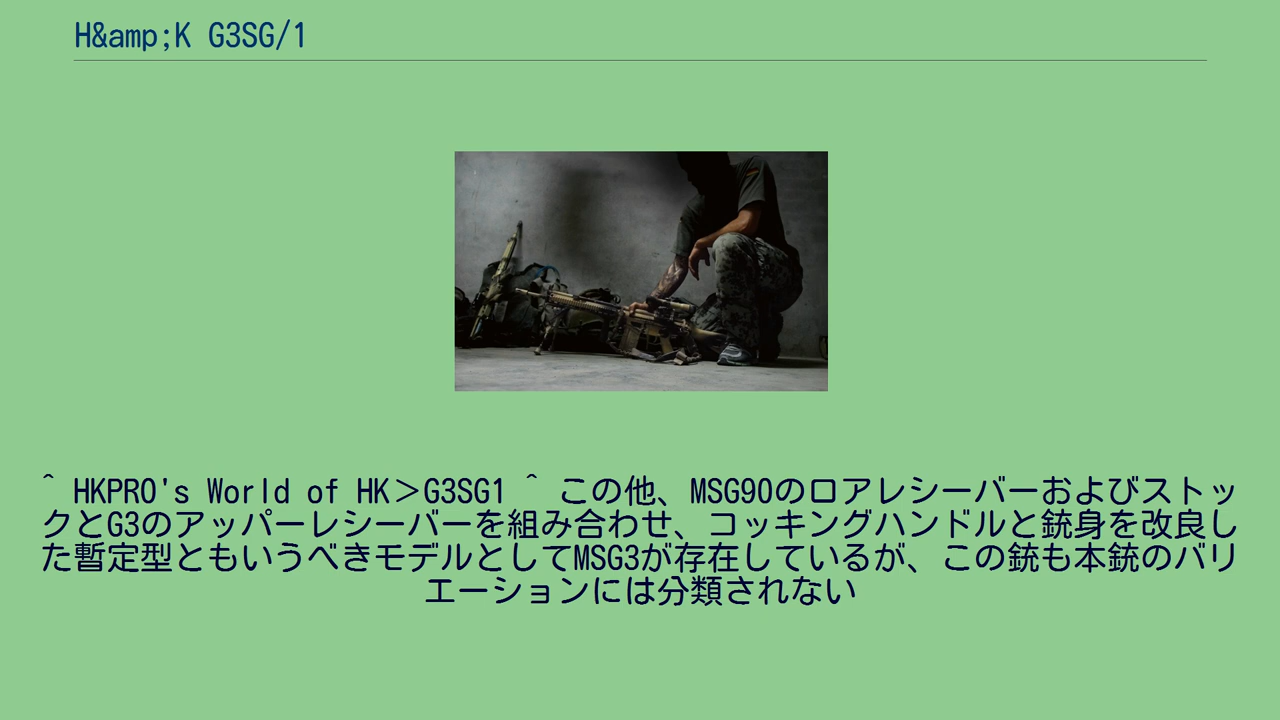 H&amp;K G3SG/1
^ HKPRO's World of HK＞G3SG1 ^ この他、MSG90のロアレシーバーおよびストッ
クとG3のアッパーレシーバーを組み合わせ、コッキングハンドルと銃身を改良し
た暫定型ともいうべきモデルとしてMSG3が存在しているが、この銃も本銃のバリ
エーションには分類されない